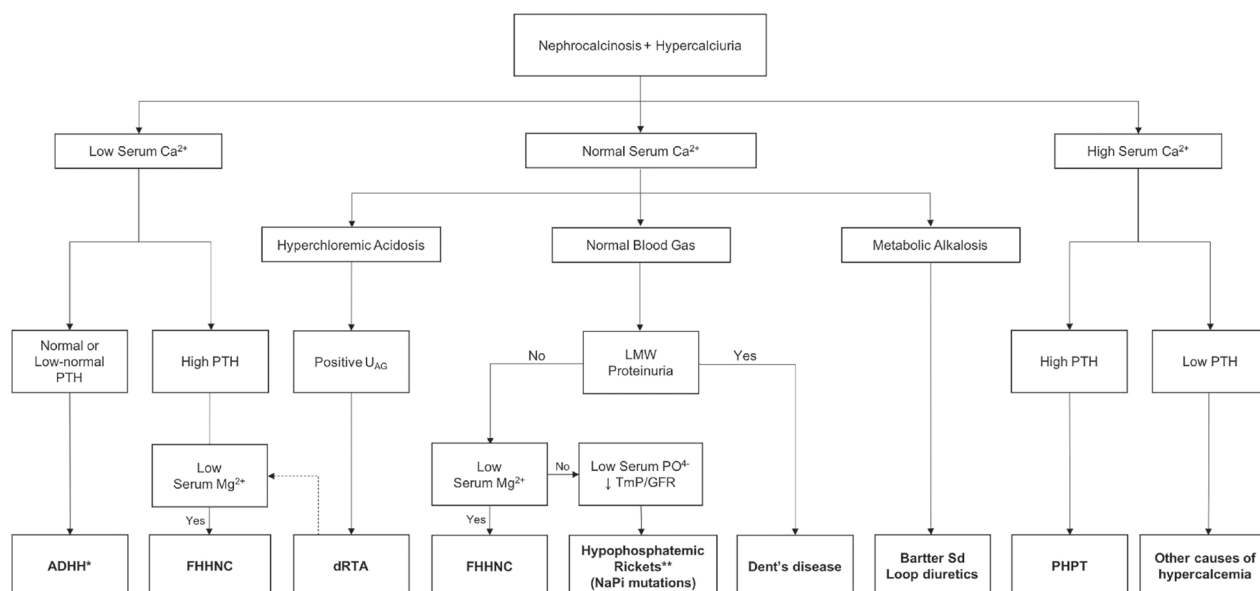 Nephrocalcinosis + Hypercalciuria
Low Serum Ca²⁺
Normal Serum Ca²⁺
High Serum Ca²⁺
Hyperchloremic Acidosis
Normal Blood Gas
Metabolic Alkalosis
Normal or
Low-normal
PTH
High PTH
Positive U_AG
No
LMW
Proteinuria
Yes
High PTH
Low PTH
Low
Serum Mg²⁺
Low
Serum Mg²⁺
No
Low Serum PO⁴⁻
↓ TmP/GFR
Yes
Yes
ADHH*
FHHNC
dRTA
FHHNC
Hypophosphatemic
Rickets**
(NaPi mutations)
Dent's disease
Bartter Sd
Loop diuretics
PHPT
Other causes of
hypercalcemia